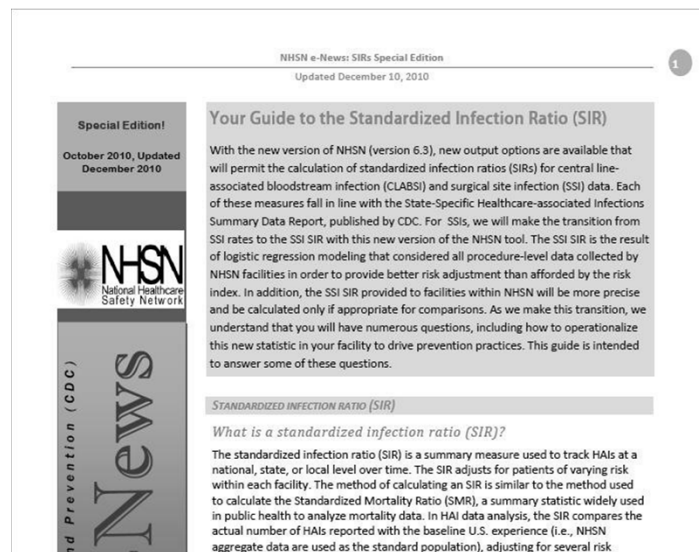 NHSN e-News: SIRs Special Edition
1
Updated December 10, 2010
Special Edition!
October 2010, Updated
December 2010
NHSN
National Healthcare
Safety Network
nd Prevention (CDC)
News
Your Guide to the Standardized Infection Ratio (SIR)
With the new version of NHSN (version 6.3), new output options are available that
will permit the calculation of standardized infection ratios (SIRs) for central line-
associated bloodstream infection (CLABSI) and surgical site infection (SSI) data. Each
of these measures fall in line with the State-Specific Healthcare-associated Infections
Summary Data Report, published by CDC. For SSIs, we will make the transition from
SSI rates to the SSI SIR with this new version of the NHSN tool. The SSI SIR is the result
of logistic regression modeling that considered all procedure-level data collected by
NHSN facilities in order to provide better risk adjustment than afforded by the risk
index. In addition, the SSI SIR provided to facilities within NHSN will be more precise
and be calculated only if appropriate for comparisons. As we make this transition, we
understand that you will have numerous questions, including how to operationalize
this new statistic in your facility to drive prevention practices. This guide is intended
to answer some of these questions.
STANDARDIZED INFECTION RATIO (SIR)
What is a standardized infection ratio (SIR)?
The standardized infection ratio (SIR) is a summary measure used to track HAIs at a
national, state, or local level over time. The SIR adjusts for patients of varying risk
within each facility. The method of calculating an SIR is similar to the method used
to calculate the Standardized Mortality Ratio (SMR), a summary statistic widely used
in public health to analyze mortality data. In HAI data analysis, the SIR compares the
actual number of HAIs reported with the baseline U.S. experience (i.e., NHSN
aggregate data are used as the standard population), adjusting for several risk